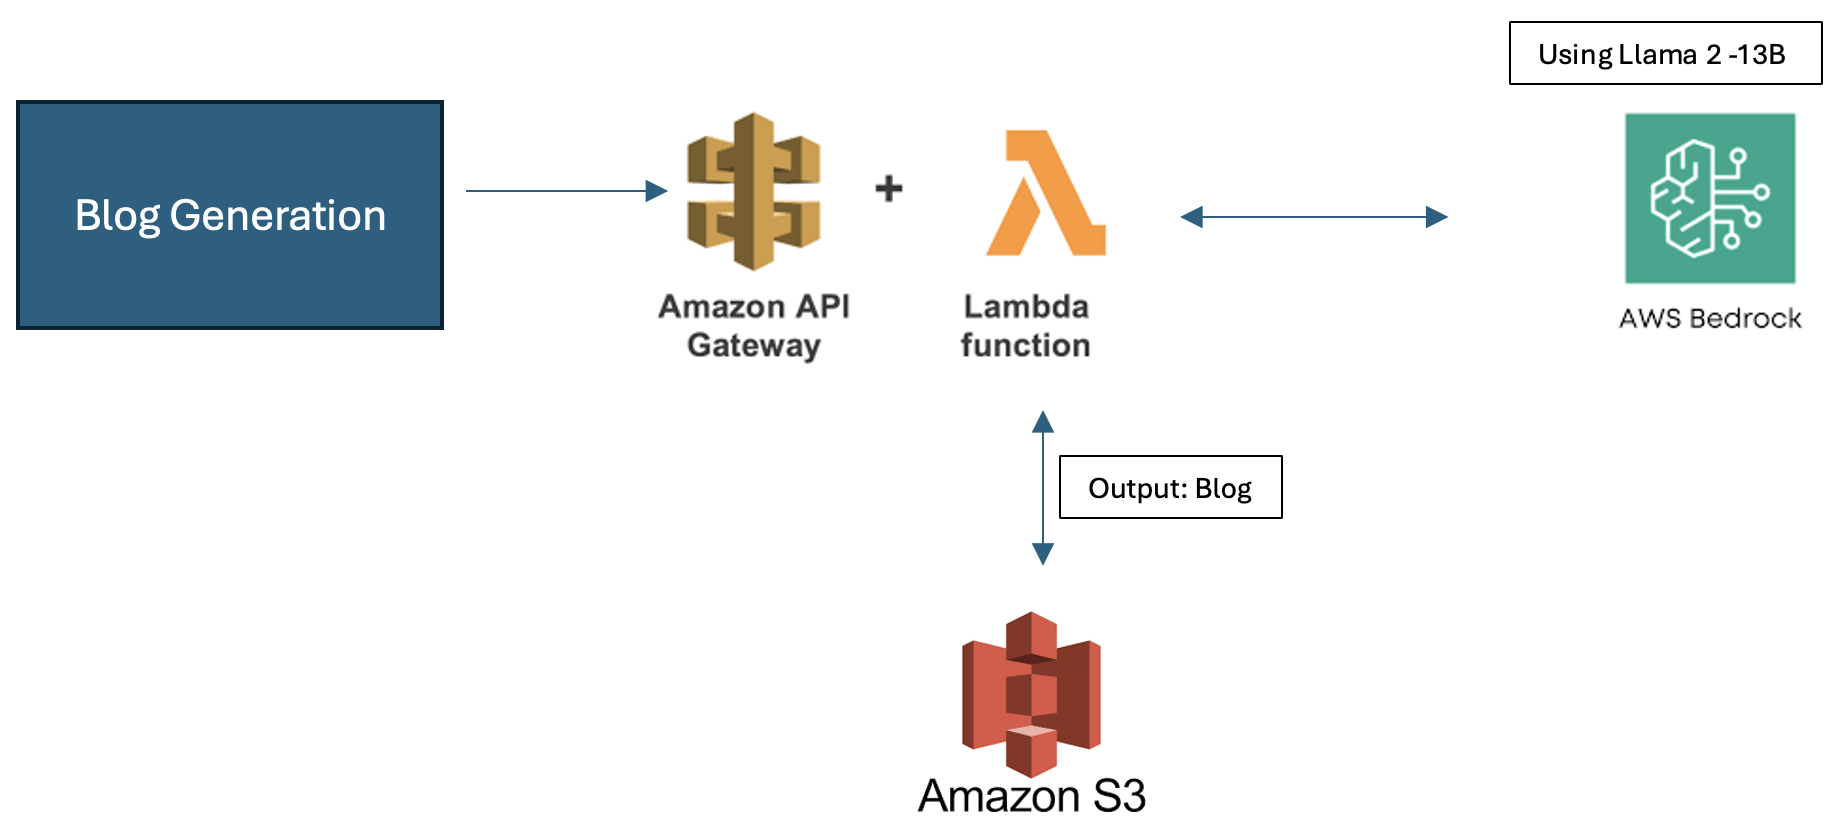 Using Llama 2 -13B
Blog Generation
+
Amazon API
Gateway
Lambda
function
AWS Bedrock
Output: Blog
Amazon S3